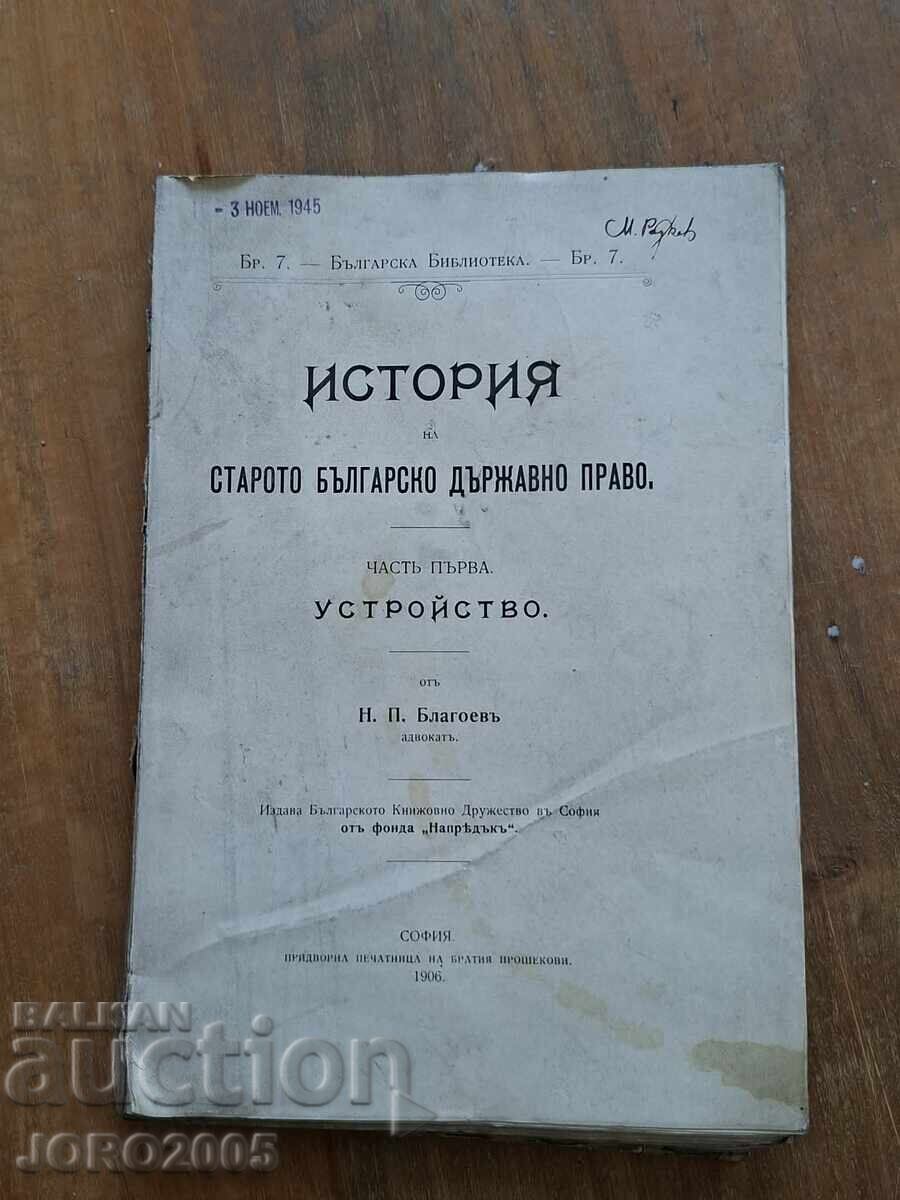 - 3 НОЕМ. 1945
М. Радков
Бр. 7. — Българска Библиотека. — Бр. 7.
ИСТОРИЯ
НА
СТАРОТО БЪЛГАРСКО ДЪРЖАВНО ПРАВО.
ЧАСТЬ ПЪРВА.
УСТРОЙСТВО.
отъ
Н. П. Благоевъ
адвокатъ.
Издава Българското Книжовно Дружество въ София
отъ фонда „Напрѣдъкъ“.
СОФИЯ.
ПРИДВОРНА ПЕЧАТНИЦА НА БРАТИЯ ПРОШЕКОВИ.
1906.
BALKAN
auction
JORO2005